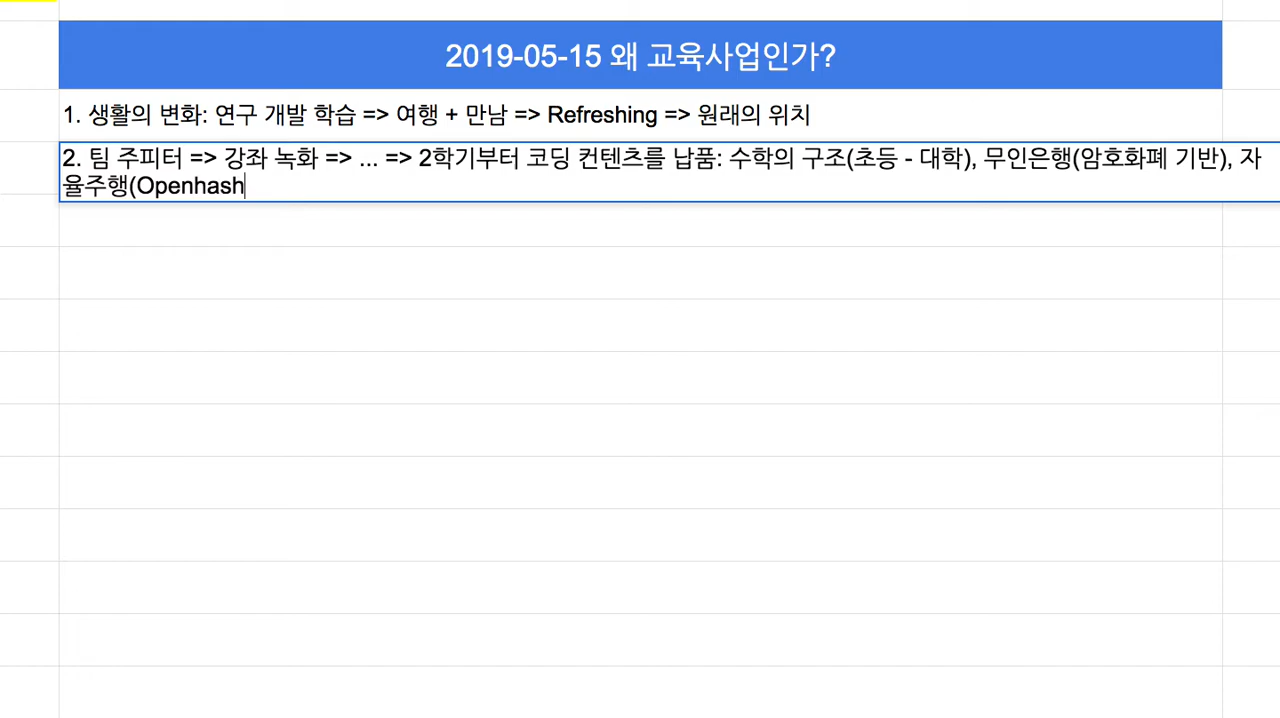 2019-05-15 왜 교육사업인가?
1. 생활의 변화: 연구 개발 학습 => 여행 + 만남 => Refreshing => 원래의 위치
2. 팀 주피터 => 강좌 녹화 => ... => 2학기부터 코딩 컨텐츠를 납품: 수학의 구조(초등 - 대학), 무인은행(암호화폐 기반), 자
율주행(Openhash